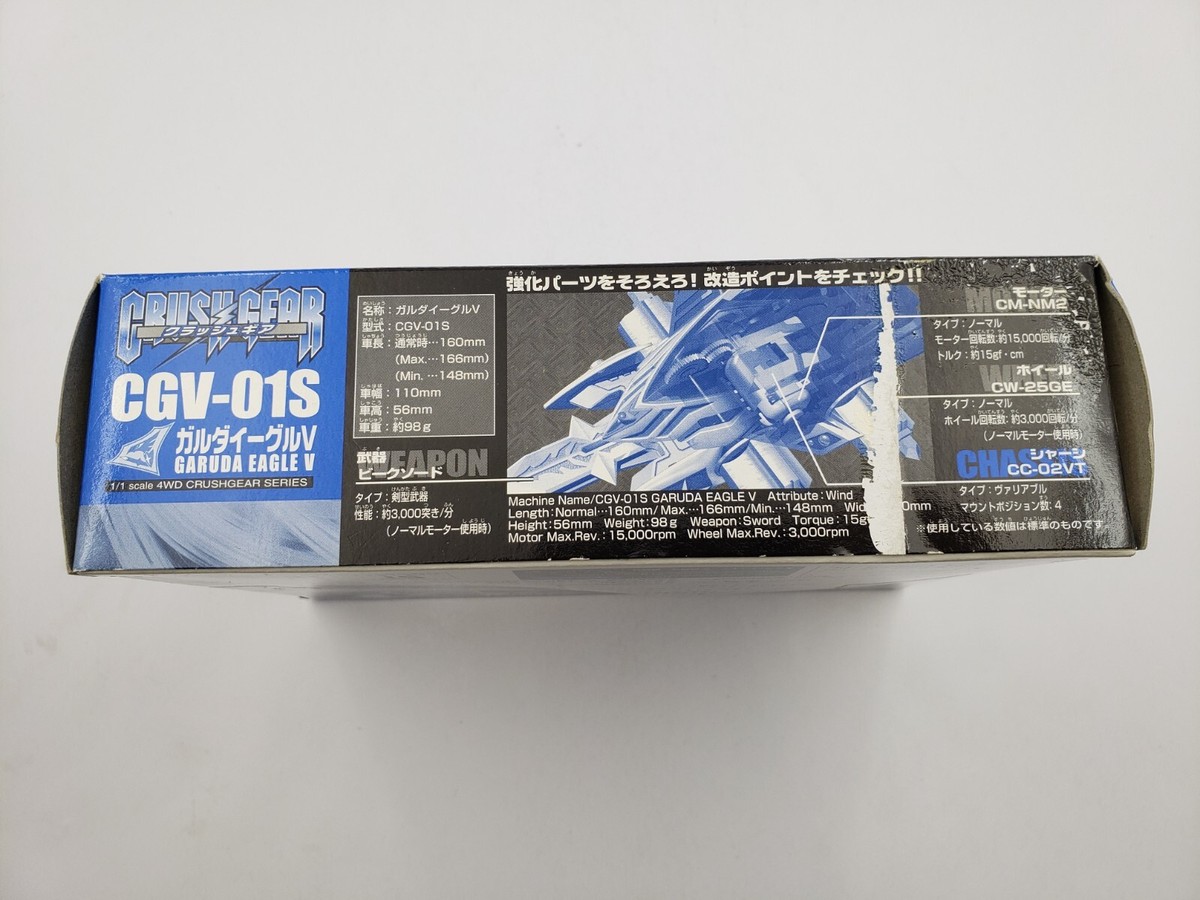 CRUSH GEAR
クラッシュギア
CGV-01S
ガルダイーグルV
GARUDA EAGLE V
1/1 scale 4WD CRUSHGEAR SERIES
強化パーツをそろえろ! 改造ポイントをチェック!!
名称:ガルダイーグルV
型式:CGV-01S
車長:通常時…160mm
(Max.…166mm)
(Min.…148mm)
車幅:110mm
車高:56mm
車重:約98g
WEAPON
武器
ビークソード
タイプ:剣型武器
性能:約3,000突き/分
(ノーマルモーター使用時)
Machine Name/CGV-01S GARUDA EAGLE V Attribute:Wind
Length:Normal…160mm/Max.…166mm/Min.…148mm
Height:56mm Weight:98g Weapon:Sword Torque:15g
Motor Max.Rev.:15,000rpm Wheel Max.Rev.:3,000rpm
モーター
CM-NM2
タイプ:ノーマル
モーター回転数:約15,000回転/分
トルク:約15gf・cm
ホイール
CW-25GE
タイプ:ノーマル
ホイール回転数:約3,000回転/分
(ノーマルモーター使用時)
シャーシ
CC-02VT
タイプ:ヴァリアブル
マウントポジション数:4
※使用している数値は標準のものです。